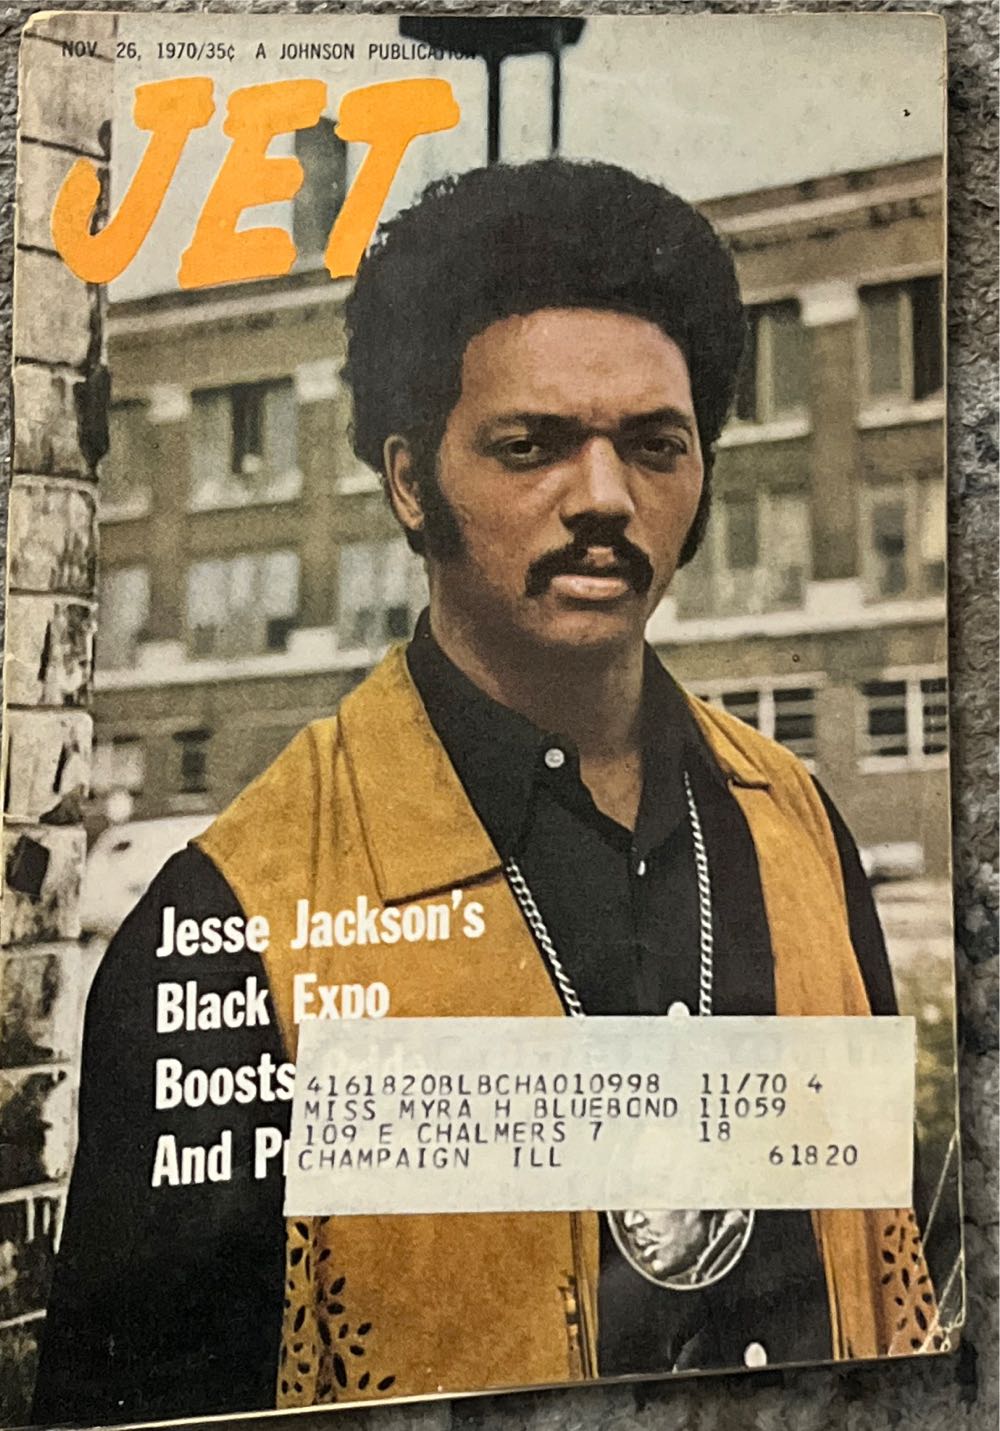 NOV. 26, 1970/35¢ A JOHNSON PUBLICATION
JET
Jesse Jackson's
Black Expo
Boosts
And
4161820BLBCHA010998 11/70 4
MISS MYRA H BLUEBOND 11059
109 E CHALMERS 7 18
CHAMPAIGN ILL 61820